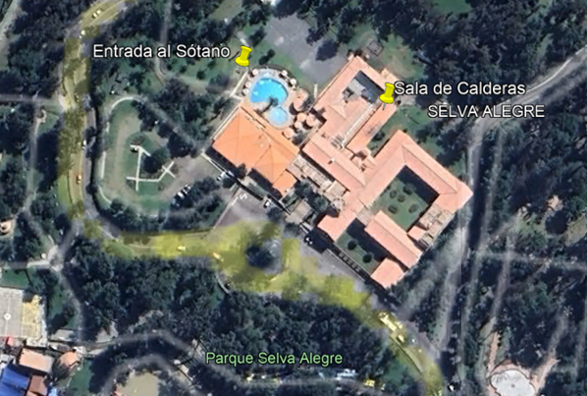 Entrada al Sótano
Sala de Calderas
SELVA ALEGRE
Parque Selva Alegre